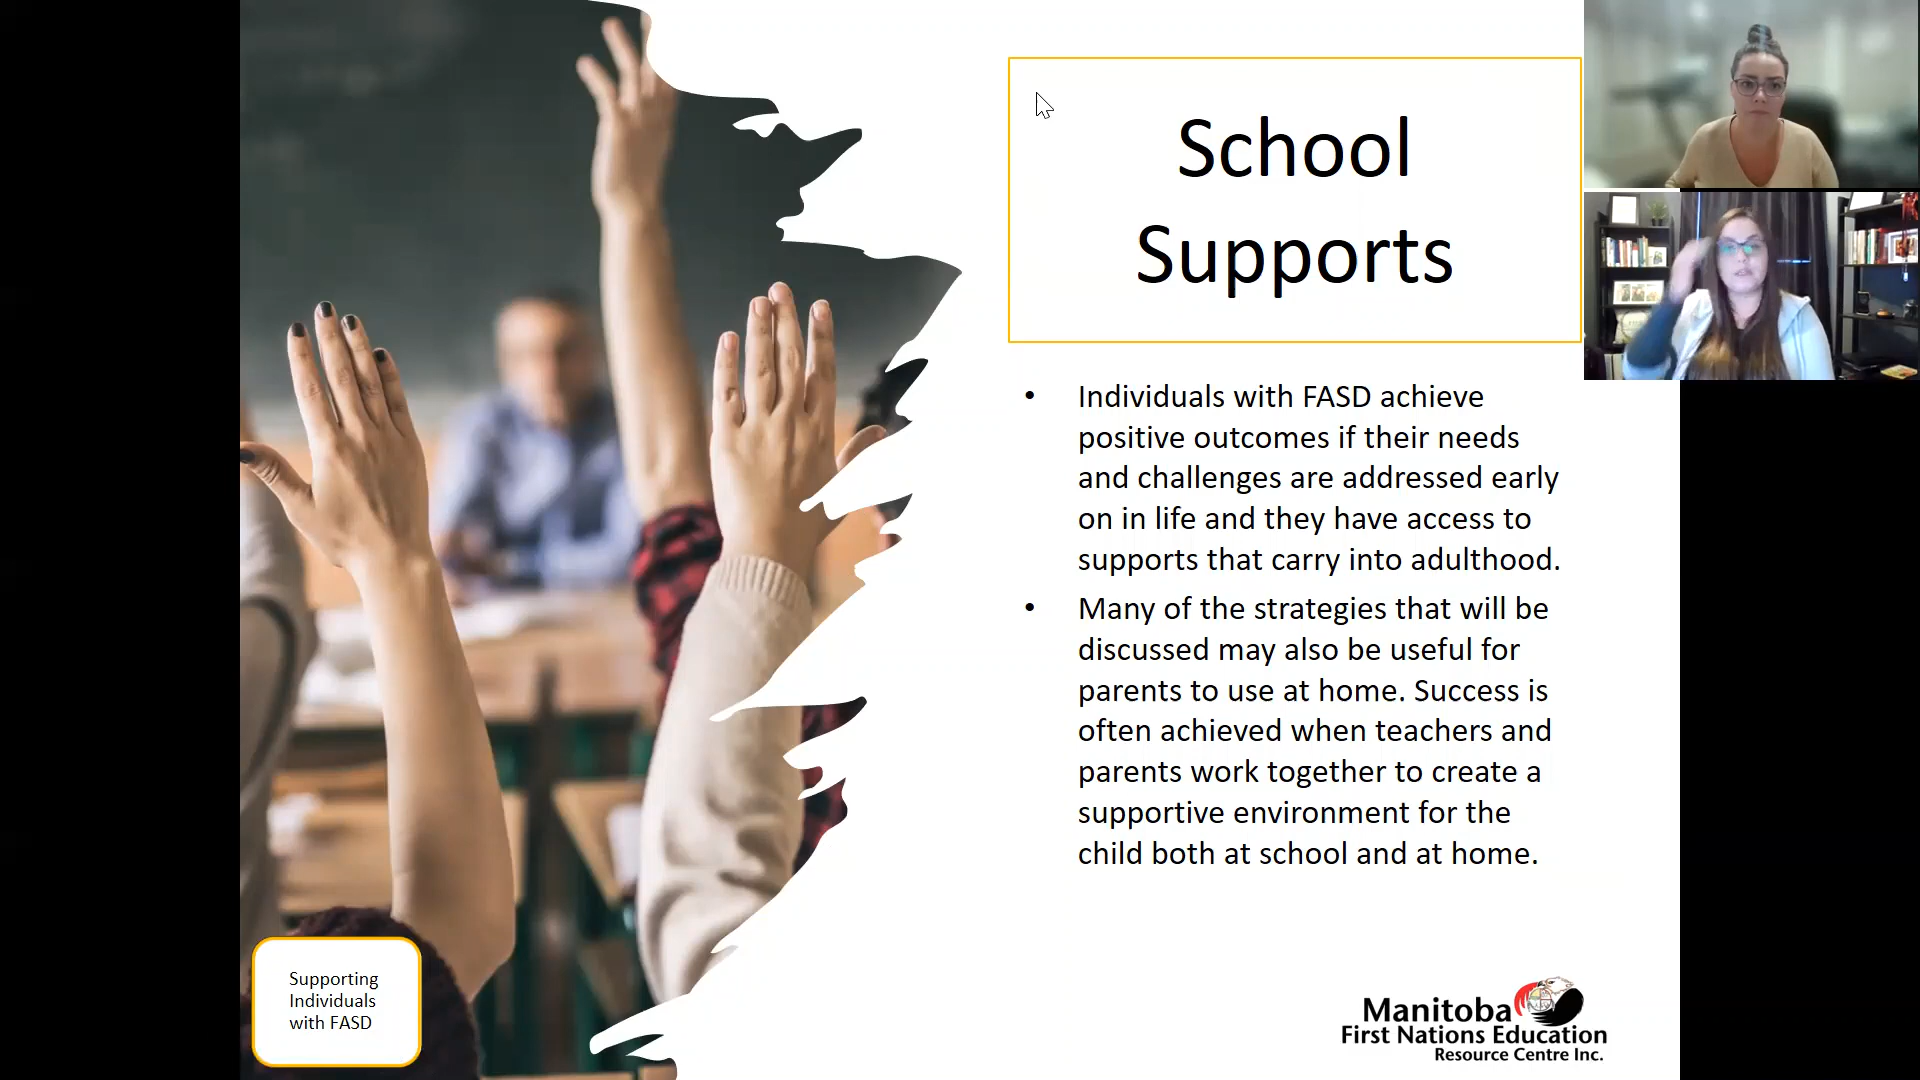 School
Supports
• Individuals with FASD achieve
positive outcomes if their needs
and challenges are addressed early
on in life and they have access to
supports that carry into adulthood.
• Many of the strategies that will be
discussed may also be useful for
parents to use at home. Success is
often achieved when teachers and
parents work together to create a
supportive environment for the
child both at school and at home.
Supporting
Individuals
with FASD
Manitoba
First Nations Education
Resource Centre Inc.